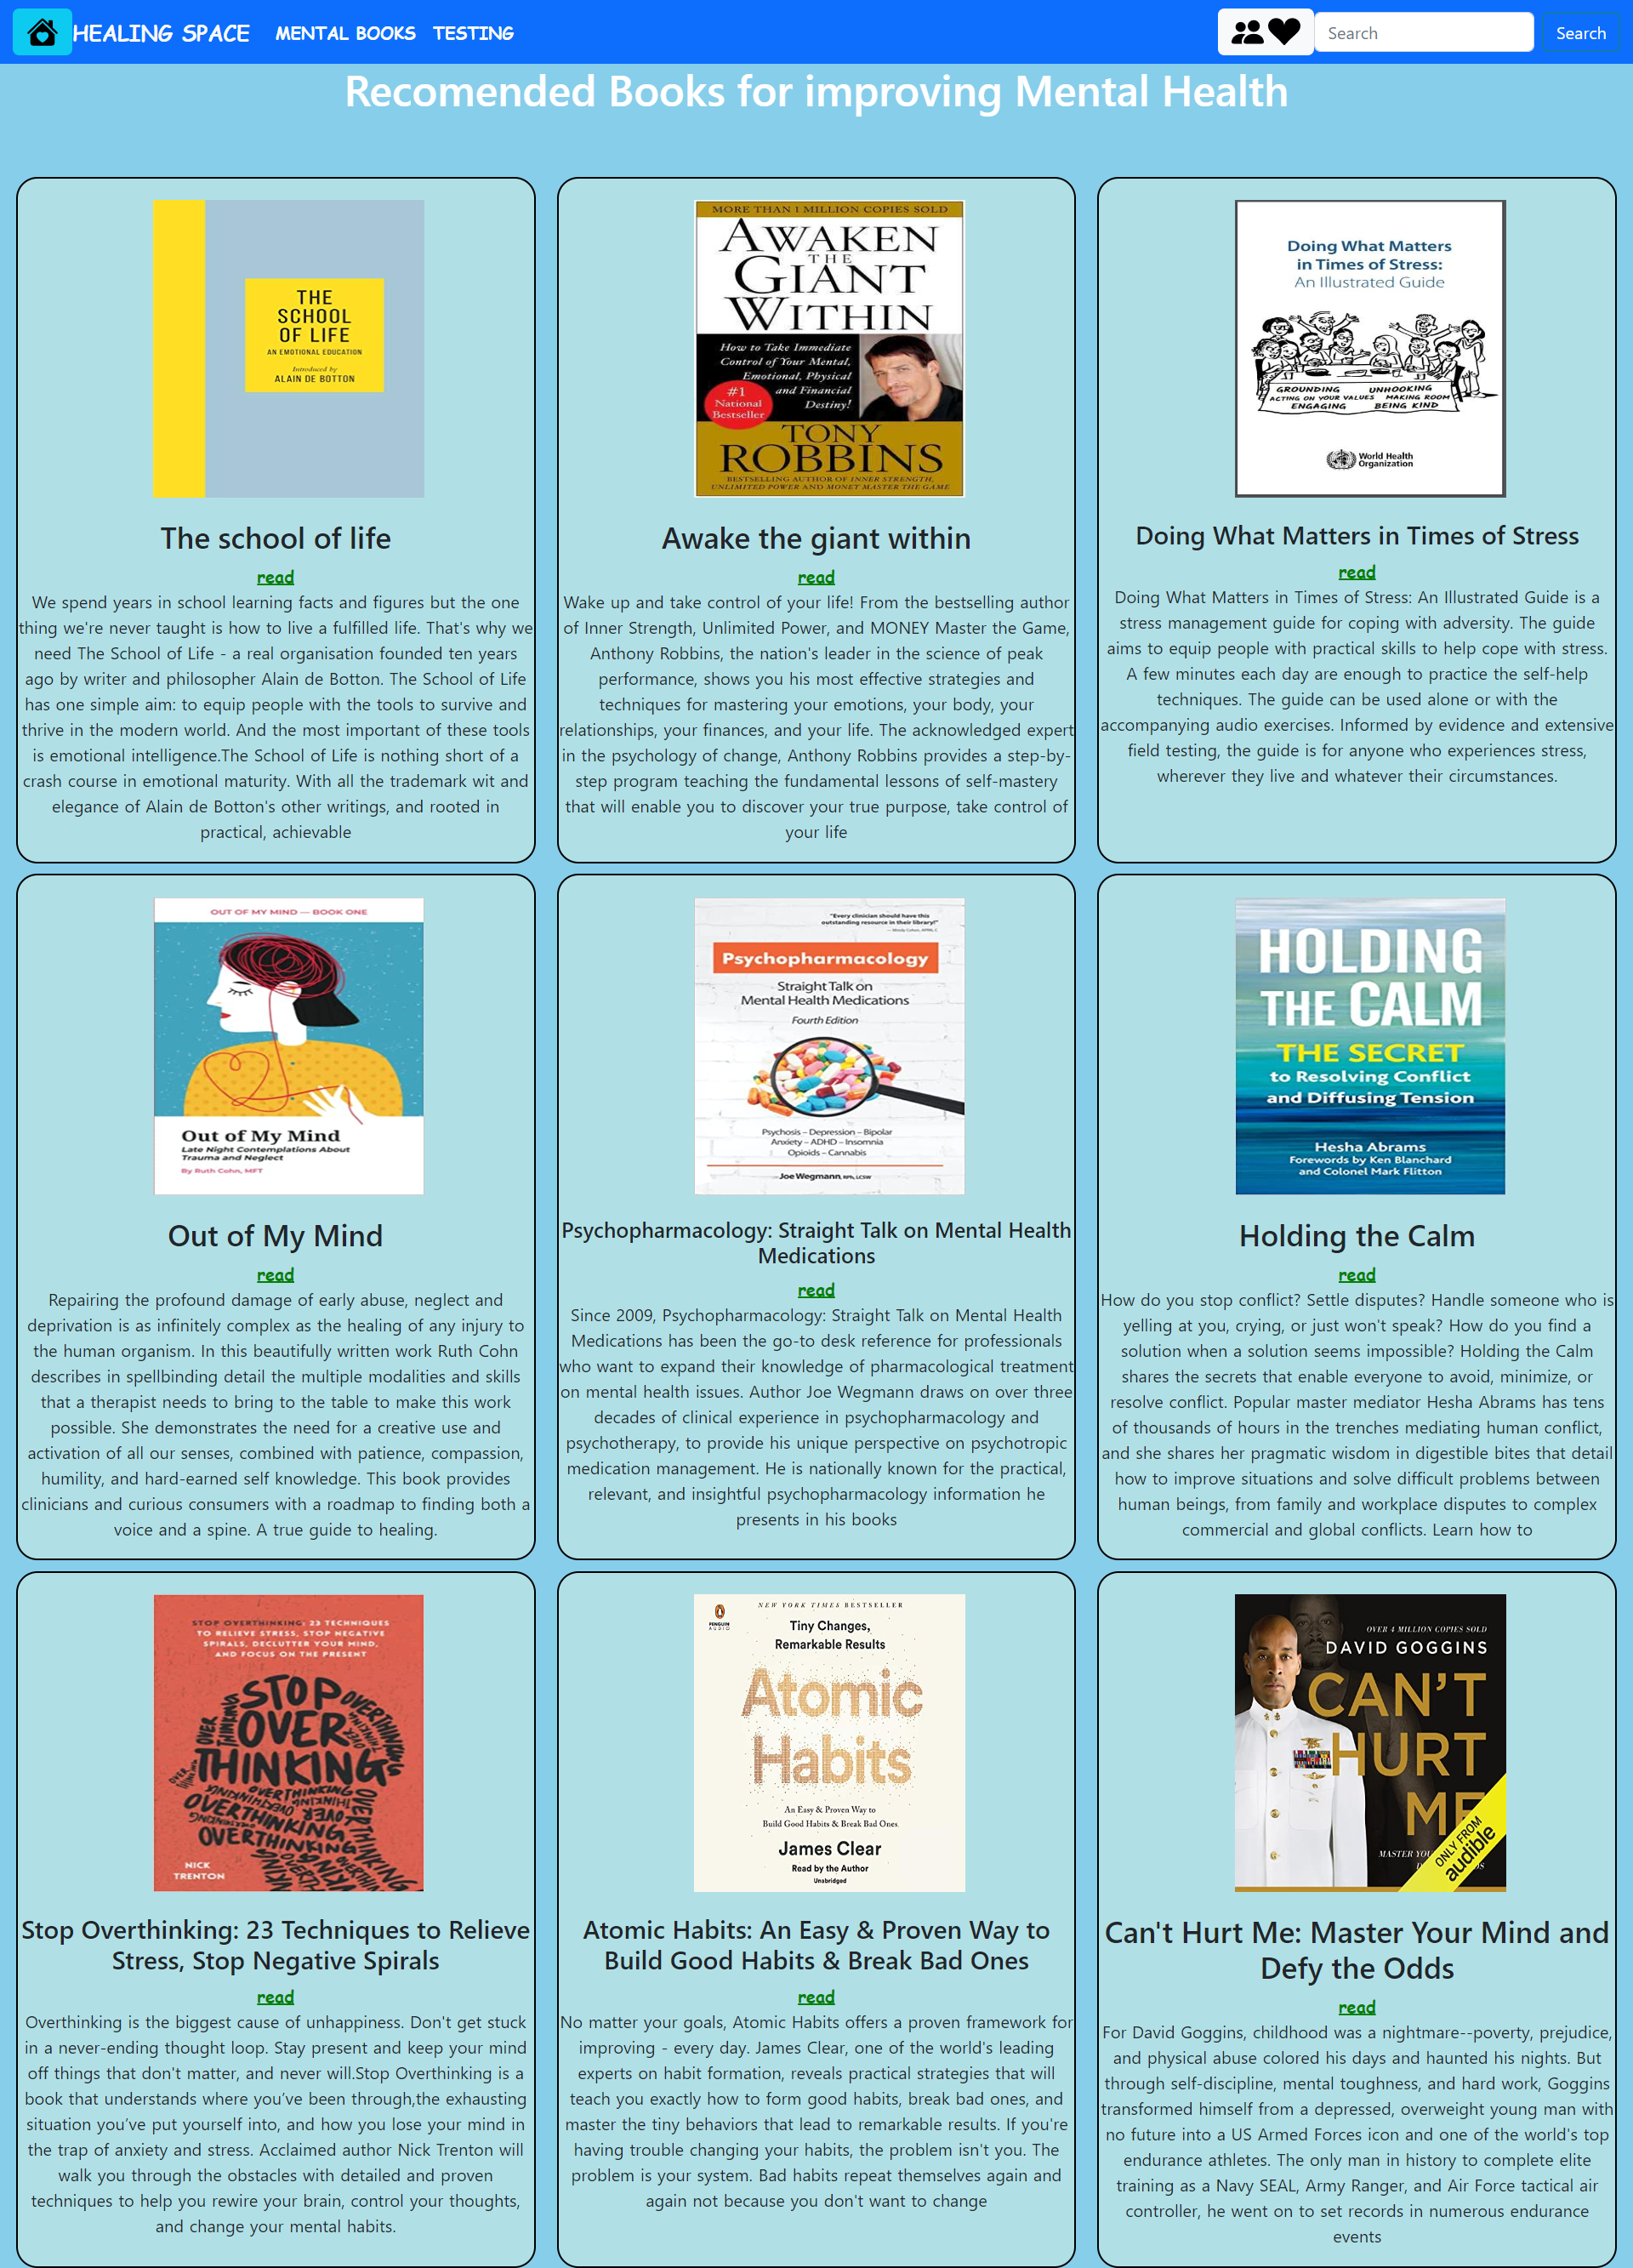 HEALING SPACE MENTAL BOOKS TESTING Search Search
Recomended Books for improving Mental Health
THE
SCHOOL
OF LIFE
AN EMOTIONAL EDUCATION
Introduced by
ALAIN DE BOTTON
The school of life
read
We spend years in school learning facts and figures but the one
thing we're never taught is how to live a fulfilled life. That's why we
need The School of Life - a real organisation founded ten years
ago by writer and philosopher Alain de Botton. The School of Life
has one simple aim: to equip people with the tools to survive and
thrive in the modern world. And the most important of these tools
is emotional intelligence.The School of Life is nothing short of a
crash course in emotional maturity. With all the trademark wit and
elegance of Alain de Botton's other writings, and rooted in
practical, achievable
MORE THAN 1 MILLION COPIES SOLD
AWAKEN
THE
GIANT
WITHIN
How to Take Immediate
Control of Your Mental,
Emotional, Physical
and Financial
Destiny!
#1
National
Bestseller
TONY
ROBBINS
BESTSELLING AUTHOR OF INNER STRENGTH,
UNLIMITED POWER AND MONEY MASTER THE GAME
Awake the giant within
read
Wake up and take control of your life! From the bestselling author
of Inner Strength, Unlimited Power, and MONEY Master the Game,
Anthony Robbins, the nation's leader in the science of peak
performance, shows you his most effective strategies and
techniques for mastering your emotions, your body, your
relationships, your finances, and your life. The acknowledged expert
in the psychology of change, Anthony Robbins provides a step-by-
step program teaching the fundamental lessons of self-mastery
that will enable you to discover your true purpose, take control of
your life
Doing What Matters
in Times of Stress:
An Illustrated Guide
GROUNDING UNHOOKING
ACTING ON YOUR VALUES MAKING ROOM
ENGAGING BEING KIND
World Health
Organization
Doing What Matters in Times of Stress
read
Doing What Matters in Times of Stress: An Illustrated Guide is a
stress management guide for coping with adversity. The guide
aims to equip people with practical skills to help cope with stress.
A few minutes each day are enough to practice the self-help
techniques. The guide can be used alone or with the
accompanying audio exercises. Informed by evidence and extensive
field testing, the guide is for anyone who experiences stress,
wherever they live and whatever their circumstances.
OUT OF MY MIND — BOOK ONE
Out of My Mind
Late Night Contemplations About
Trauma and Neglect
By Ruth Cohn, MFT
Out of My Mind
read
Repairing the profound damage of early abuse, neglect and
deprivation is as infinitely complex as the healing of any injury to
the human organism. In this beautifully written work Ruth Cohn
describes in spellbinding detail the multiple modalities and skills
that a therapist needs to bring to the table to make this work
possible. She demonstrates the need for a creative use and
activation of all our senses, combined with patience, compassion,
humility, and hard-earned self knowledge. This book provides
clinicians and curious consumers with a roadmap to finding both a
voice and a spine. A true guide to healing.
"Every clinician should have this
outstanding resource in their library!"
Psychopharmacology
Straight Talk on
Mental Health Medications
Fourth Edition
Psychosis – Depression – Bipolar
Anxiety – ADHD – Insomnia
Opioids – Cannabis
Joe Wegmann, RPh, LCSW
Psychopharmacology: Straight Talk on Mental Health
Medications
read
Since 2009, Psychopharmacology: Straight Talk on Mental Health
Medications has been the go-to desk reference for professionals
who want to expand their knowledge of pharmacological treatment
on mental health issues. Author Joe Wegmann draws on over three
decades of clinical experience in psychopharmacology and
psychotherapy, to provide his unique perspective on psychotropic
medication management. He is nationally known for the practical,
relevant, and insightful psychopharmacology information he
presents in his books
HOLDING
THE CALM
THE SECRET
to Resolving Conflict
and Diffusing Tension
Hesha Abrams
Forewords by Ken Blanchard
and Colonel Mark Flitton
Holding the Calm
read
How do you stop conflict? Settle disputes? Handle someone who is
yelling at you, crying, or just won't speak? How do you find a
solution when a solution seems impossible? Holding the Calm
shares the secrets that enable everyone to avoid, minimize, or
resolve conflict. Popular master mediator Hesha Abrams has tens
of thousands of hours in the trenches mediating human conflict,
and she shares her pragmatic wisdom in digestible bites that detail
how to improve situations and solve difficult problems between
human beings, from family and workplace disputes to complex
commercial and global conflicts. Learn how to
STOP OVERTHINKING: 23 TECHNIQUES
TO RELIEVE STRESS, STOP NEGATIVE
SPIRALS, DECLUTTER YOUR MIND,
AND FOCUS ON THE PRESENT
STOP
OVER
THINKING
OVERTHINKING
OVERTHINKING
OVERTHINKING
NICK
TRENTON
Stop Overthinking: 23 Techniques to Relieve
Stress, Stop Negative Spirals
read
Overthinking is the biggest cause of unhappiness. Don't get stuck
in a never-ending thought loop. Stay present and keep your mind
off things that don't matter, and never will.Stop Overthinking is a
book that understands where you've been through,the exhausting
situation you've put yourself into, and how you lose your mind in
the trap of anxiety and stress. Acclaimed author Nick Trenton will
walk you through the obstacles with detailed and proven
techniques to help you rewire your brain, control your thoughts,
and change your mental habits.
NEW YORK TIMES BESTSELLER
PENGUIN
AUDIO
Tiny Changes,
Remarkable Results
Atomic
Habits
An Easy & Proven Way to
Build Good Habits & Break Bad Ones
James Clear
Read by the Author
Unabridged
Atomic Habits: An Easy & Proven Way to
Build Good Habits & Break Bad Ones
read
No matter your goals, Atomic Habits offers a proven framework for
improving - every day. James Clear, one of the world's leading
experts on habit formation, reveals practical strategies that will
teach you exactly how to form good habits, break bad ones, and
master the tiny behaviors that lead to remarkable results. If you're
having trouble changing your habits, the problem isn't you. The
problem is your system. Bad habits repeat themselves again and
again not because you don't want to change
OVER 4 MILLION COPIES SOLD
DAVID GOGGINS
CAN'T
HURT
ME
MASTER YOU
ONLY FROM
audible
Can't Hurt Me: Master Your Mind and
Defy the Odds
read
For David Goggins, childhood was a nightmare--poverty, prejudice,
and physical abuse colored his days and haunted his nights. But
through self-discipline, mental toughness, and hard work, Goggins
transformed himself from a depressed, overweight young man with
no future into a US Armed Forces icon and one of the world's top
endurance athletes. The only man in history to complete elite
training as a Navy SEAL, Army Ranger, and Air Force tactical air
controller, he went on to set records in numerous endurance
events